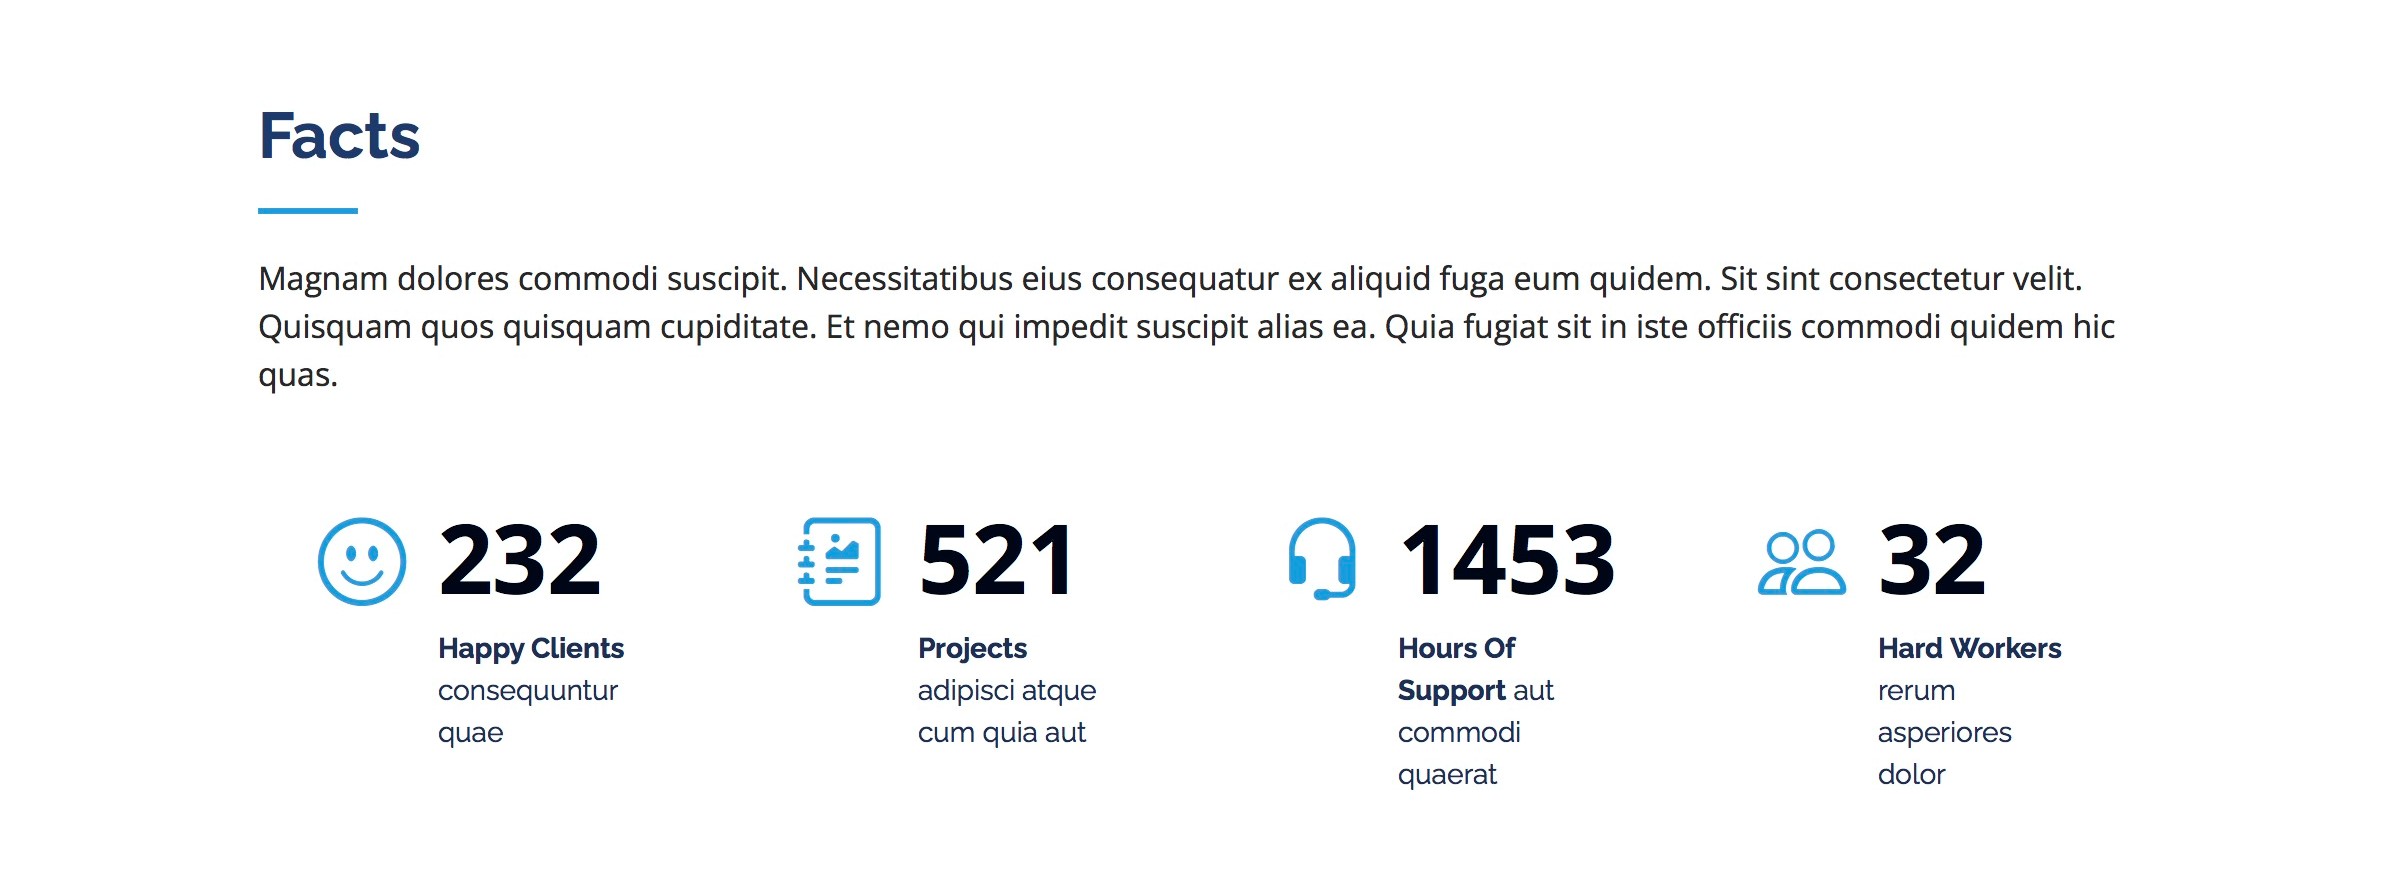 Facts
Magnam dolores commodi suscipit. Necessitatibus eius consequatur ex aliquid fuga eum quidem. Sit sint consectetur velit.
Quisquam quos quisquam cupiditate. Et nemo qui impedit suscipit alias ea. Quia fugiat sit in iste officiis commodi quidem hic
quas.
232
Happy Clients
consequuntur
quae
521
Projects
adipisci atque
cum quia aut
1453
Hours Of
Support aut
commodi
quaerat
32
Hard Workers
rerum
asperiores
dolor